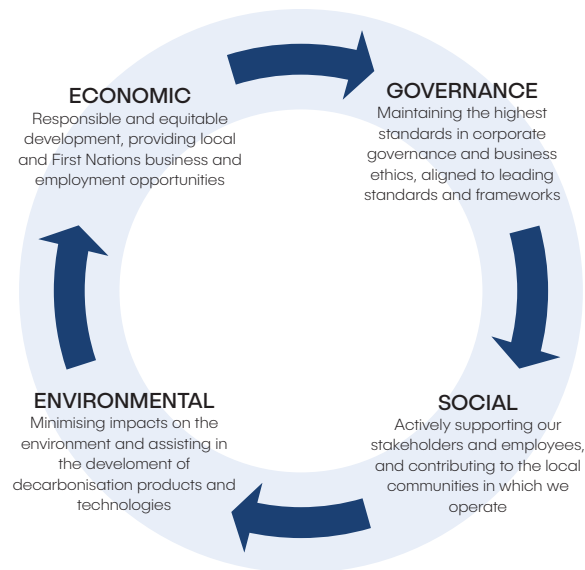 ECONOMIC
Responsible and equitable
development, providing local
and First Nations business and
employment opportunities
GOVERNANCE
Maintaining the highest
standards in corporate
governance and business
ethics, aligned to leading
standards and frameworks
ENVIRONMENTAL
Minimising impacts on the
environment and assisting in
the develoment of
decarbonisation products and
technologies
SOCIAL
Actively supporting our
stakeholders and employees,
and contributing to the local
communities in which we
operate